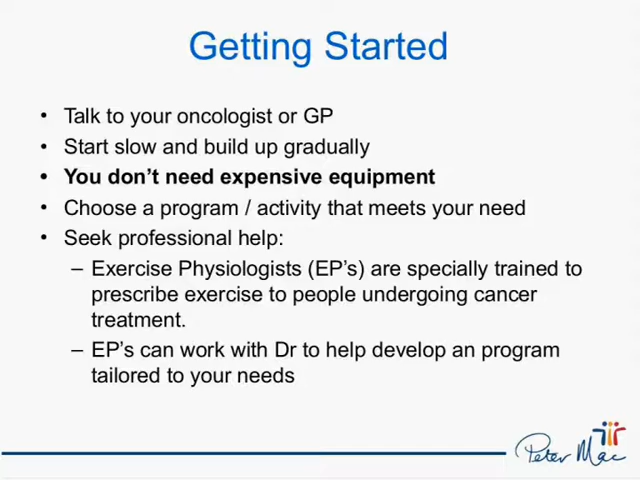 Getting Started
• Talk to your oncologist or GP
• Start slow and build up gradually
• You don't need expensive equipment
• Choose a program / activity that meets your need
• Seek professional help:
– Exercise Physiologists (EP's) are specially trained to
prescribe exercise to people undergoing cancer
treatment.
– EP's can work with Dr to help develop an program
tailored to your needs
Peter Mac